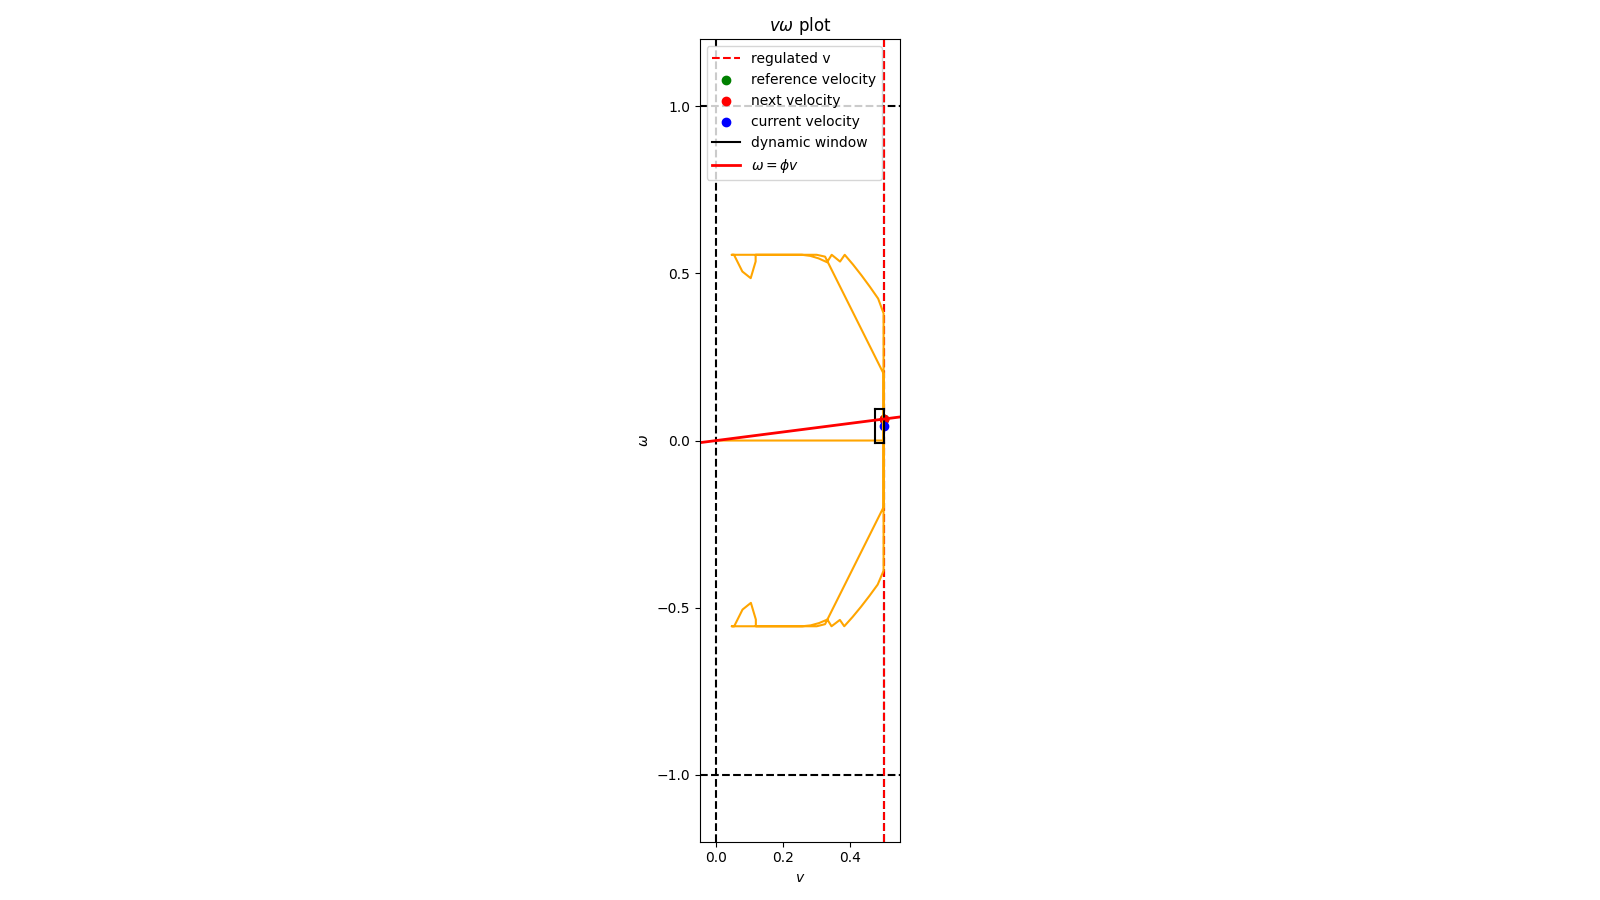 vω plot
regulated v
reference velocity
next velocity
current velocity
dynamic window
ω = ϕv
1.0
0.5
0.0
−0.5
−1.0
ω
0.0 0.2 0.4
v